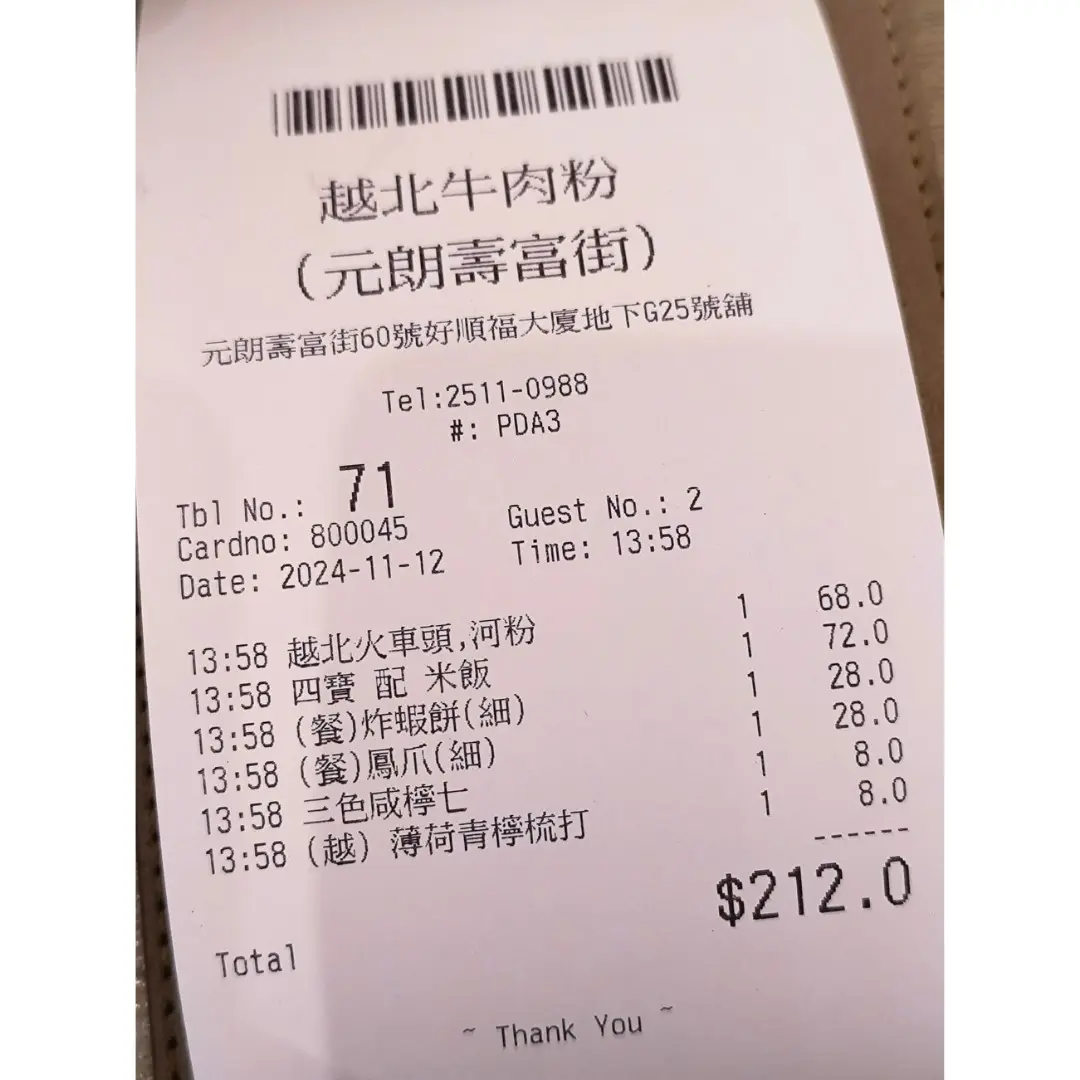 越北牛肉粉
(元朗壽富街)
元朗壽富街60號好順福大廈地下G25號舖
Tel:2511-0988
#: PDA3
Tbl No.: 71
Guest No.: 2
Cardno: 800045
Date: 2024-11-12 Time: 13:58
13:58 越北火車頭,河粉 1 68.0
13:58 四寶 配 米飯 1 72.0
13:58 (餐)炸蝦餅(細) 1 28.0
13:58 (餐)鳳爪(細) 1 28.0
13:58 三色咸檸七 1 8.0
13:58 (越) 薄荷青檸梳打 1 8.0
------
$212.0
Total
~ Thank You ~